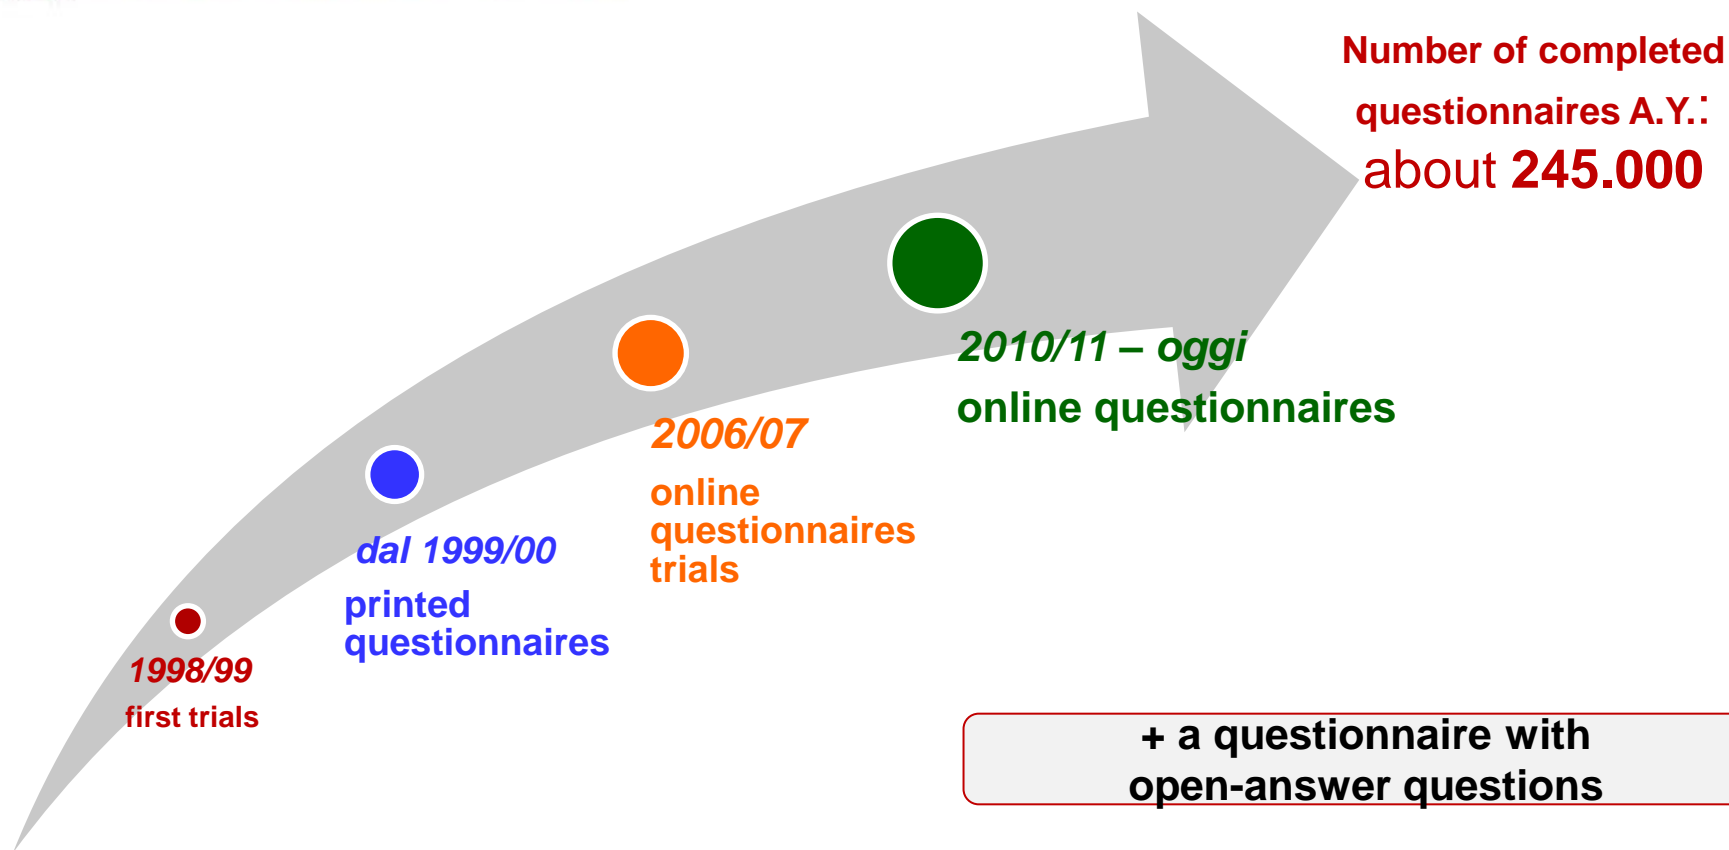 Number of completed
questionnaires A.Y.:
about 245.000
2010/11 – oggi
online questionnaires
2006/07
online
questionnaires
trials
dal 1999/00
printed
questionnaires
1998/99
first trials
+ a questionnaire with
open-answer questions